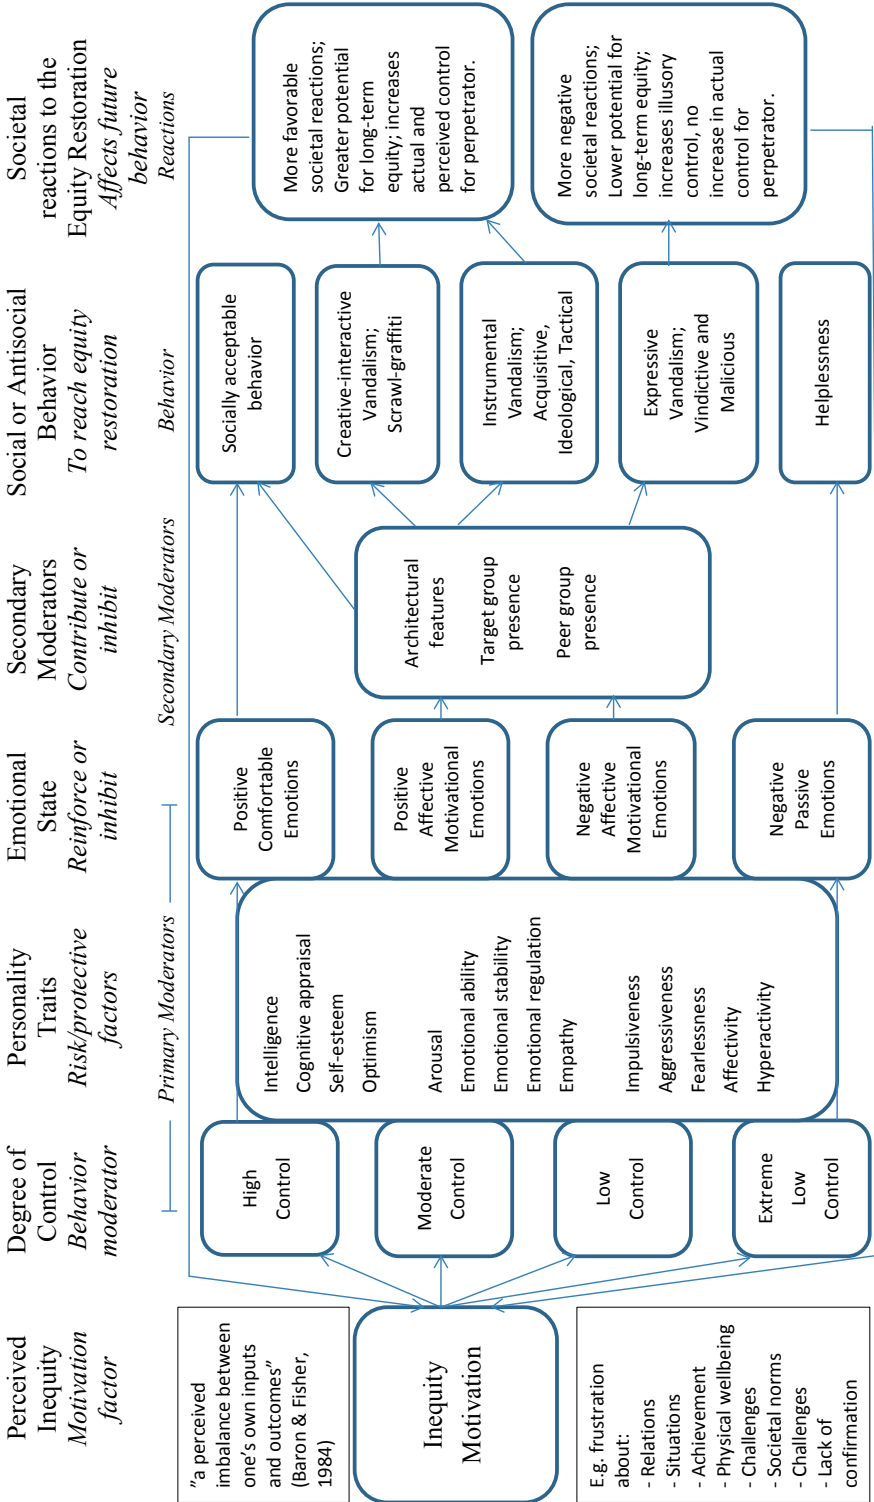 Perceived
Inequity
Motivation
factor
Degree of
Control
Behavior
moderator
Personality
Traits
Risk/protective
factors
Emotional
State
Reinforce or
inhibit
Secondary
Moderators
Contribute or
inhibit
Social or Antisocial
Behavior
To reach equity
restoration
Societal
reactions to the
Equity Restoration
Affects future
behavior
Primary Moderators
Secondary Moderators
Behavior
Reactions
"a perceived
imbalance between
one's own inputs
and outcomes"
(Baron & Fisher,
1984)
Inequity
Motivation
E.g. frustration
about:
- Relations
- Situations
- Achievement
- Physical wellbeing
- Challenges
- Societal norms
- Challenges
- Lack of
confirmation
High
Control
Moderate
Control
Low
Control
Extreme
Low
Control
Intelligence
Cognitive appraisal
Self-esteem
Optimism
Arousal
Emotional ability
Emotional stability
Emotional regulation
Empathy
Impulsiveness
Aggressiveness
Fearlessness
Affectivity
Hyperactivity
Positive
Comfortable
Emotions
Positive
Affective
Motivational
Emotions
Negative
Affective
Motivational
Emotions
Negative
Passive
Emotions
Architectural
features
Target group
presence
Peer group
presence
Socially acceptable
behavior
Creative-interactive
Vandalism;
Scrawl-graffiti
Instrumental
Vandalism;
Acquisitive,
Ideological, Tactical
Expressive
Vandalism;
Vindictive and
Malicious
Helplessness
More favorable
societal reactions;
Greater potential
for long-term
equity; increases
actual and
perceived control
for perpetrator.
More negative
societal reactions;
Lower potential for
long-term equity;
increases illusory
control, no
increase in actual
control for
perpetrator.